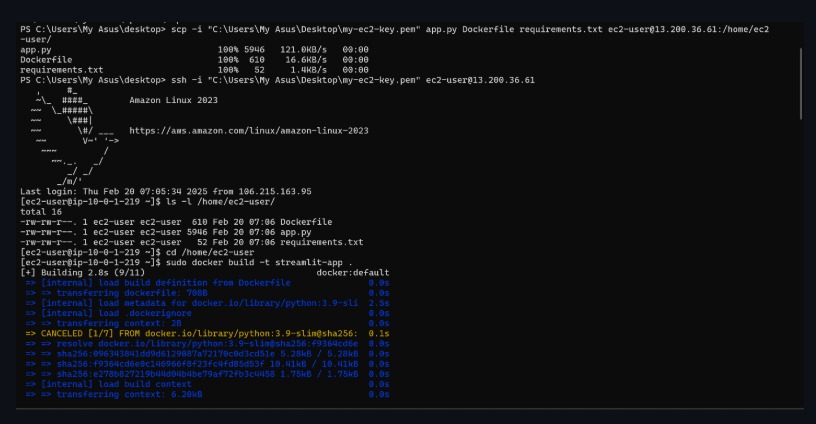 PS C:\Users\My Asus\desktop> scp -i "C:\Users\My Asus\Desktop\my-ec2-key.pem" app.py Dockerfile requirements.txt ec2-user@13.200.36.61:/home/ec2
-user/
app.py 100% 5946 121.0KB/s 00:00
Dockerfile 100% 610 16.6KB/s 00:00
requirements.txt 100% 52 1.4KB/s 00:00
PS C:\Users\My Asus\desktop> ssh -i "C:\Users\My Asus\Desktop\my-ec2-key.pem" ec2-user@13.200.36.61
   ,     #_
   ~\_  ####_        Amazon Linux 2023
  ~~  \_#####\
  ~~     \###|
  ~~       \#/ ___   https://aws.amazon.com/linux/amazon-linux-2023
   ~~       V~' '->
    ~~~         /
      ~~._.   _/
         _/ _/
       _/m/'
Last login: Thu Feb 20 07:05:34 2025 from 106.215.163.95
[ec2-user@ip-10-0-1-219 ~]$ ls -l /home/ec2-user/
total 16
-rw-rw-r--. 1 ec2-user ec2-user 610 Feb 20 07:06 Dockerfile
-rw-rw-r--. 1 ec2-user ec2-user 5946 Feb 20 07:06 app.py
-rw-rw-r--. 1 ec2-user ec2-user 52 Feb 20 07:06 requirements.txt
[ec2-user@ip-10-0-1-219 ~]$ cd /home/ec2-user
[ec2-user@ip-10-0-1-219 ~]$ sudo docker build -t streamlit-app .
[+] Building 2.8s (9/11) docker:default
=> [internal] load build definition from Dockerfile 0.0s
=> => transferring dockerfile: 708B 0.0s
=> [internal] load metadata for docker.io/library/python:3.9-sli 2.5s
=> [internal] load .dockerignore 0.0s
=> => transferring context: 2B 0.0s
=> CANCELED [1/7] FROM docker.io/library/python:3.9-slim@sha256: 0.1s
=> => resolve docker.io/library/python:3.9-slim@sha256:f9364cd6e 0.0s
=> => 5.28kB / 5.28kB 0.0s
=> => 10.41kB / 10.41kB 0.0s
=> => 1.75kB / 1.75kB 0.0s
=> [internal] load build context 0.0s
=> => transferring context: 6.20kB 0.0s